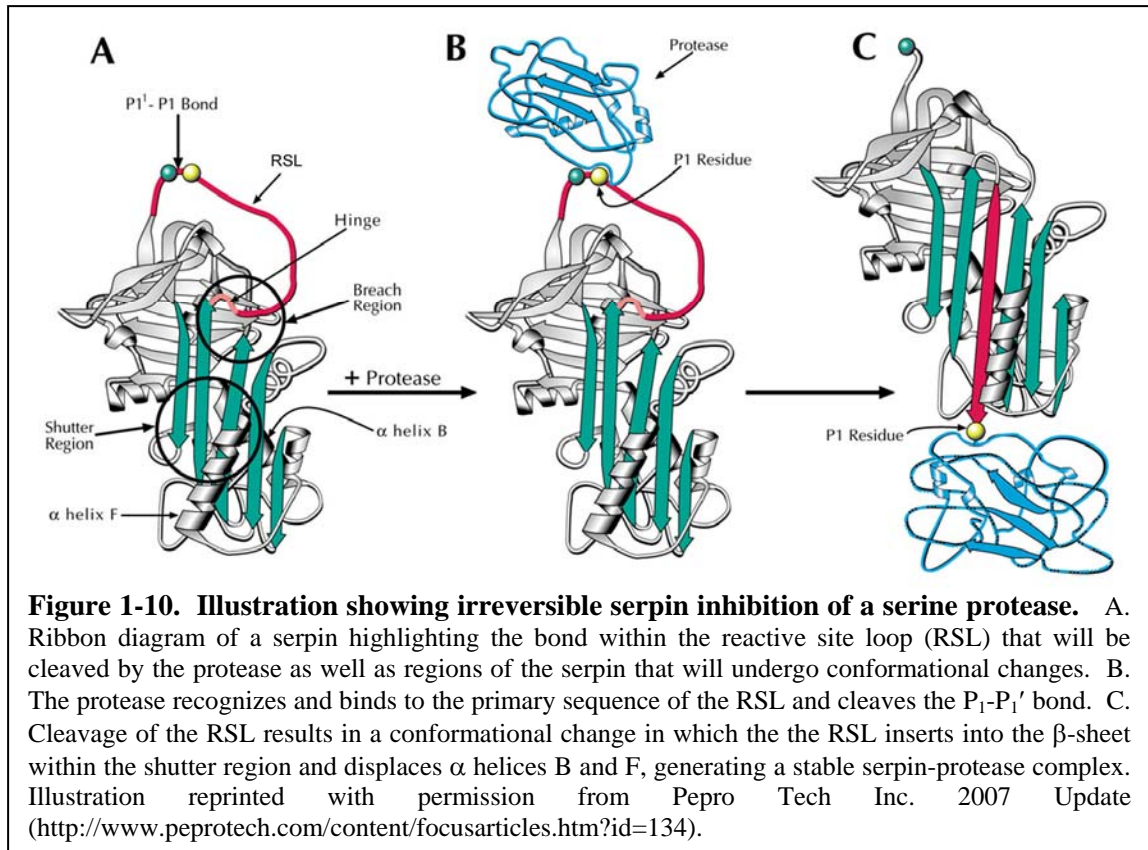 A
B
C
Protease
P1¹- P1 Bond
RSL
P1 Residue
Hinge
Breach
Region
+ Protease
Shutter
Region
α helix B
P1 Residue
α helix F
Figure 1-10. Illustration showing irreversible serpin inhibition of a serine protease. A.
Ribbon diagram of a serpin highlighting the bond within the reactive site loop (RSL) that will be
cleaved by the protease as well as regions of the serpin that will undergo conformational changes. B.
The protease recognizes and binds to the primary sequence of the RSL and cleaves the P₁-P₁′ bond. C.
Cleavage of the RSL results in a conformational change in which the the RSL inserts into the β-sheet
within the shutter region and displaces α helices B and F, generating a stable serpin-protease complex.
Illustration reprinted with permission from Pepro Tech Inc. 2007 Update
(http://www.peprotech.com/content/focusarticles.htm?id=134).